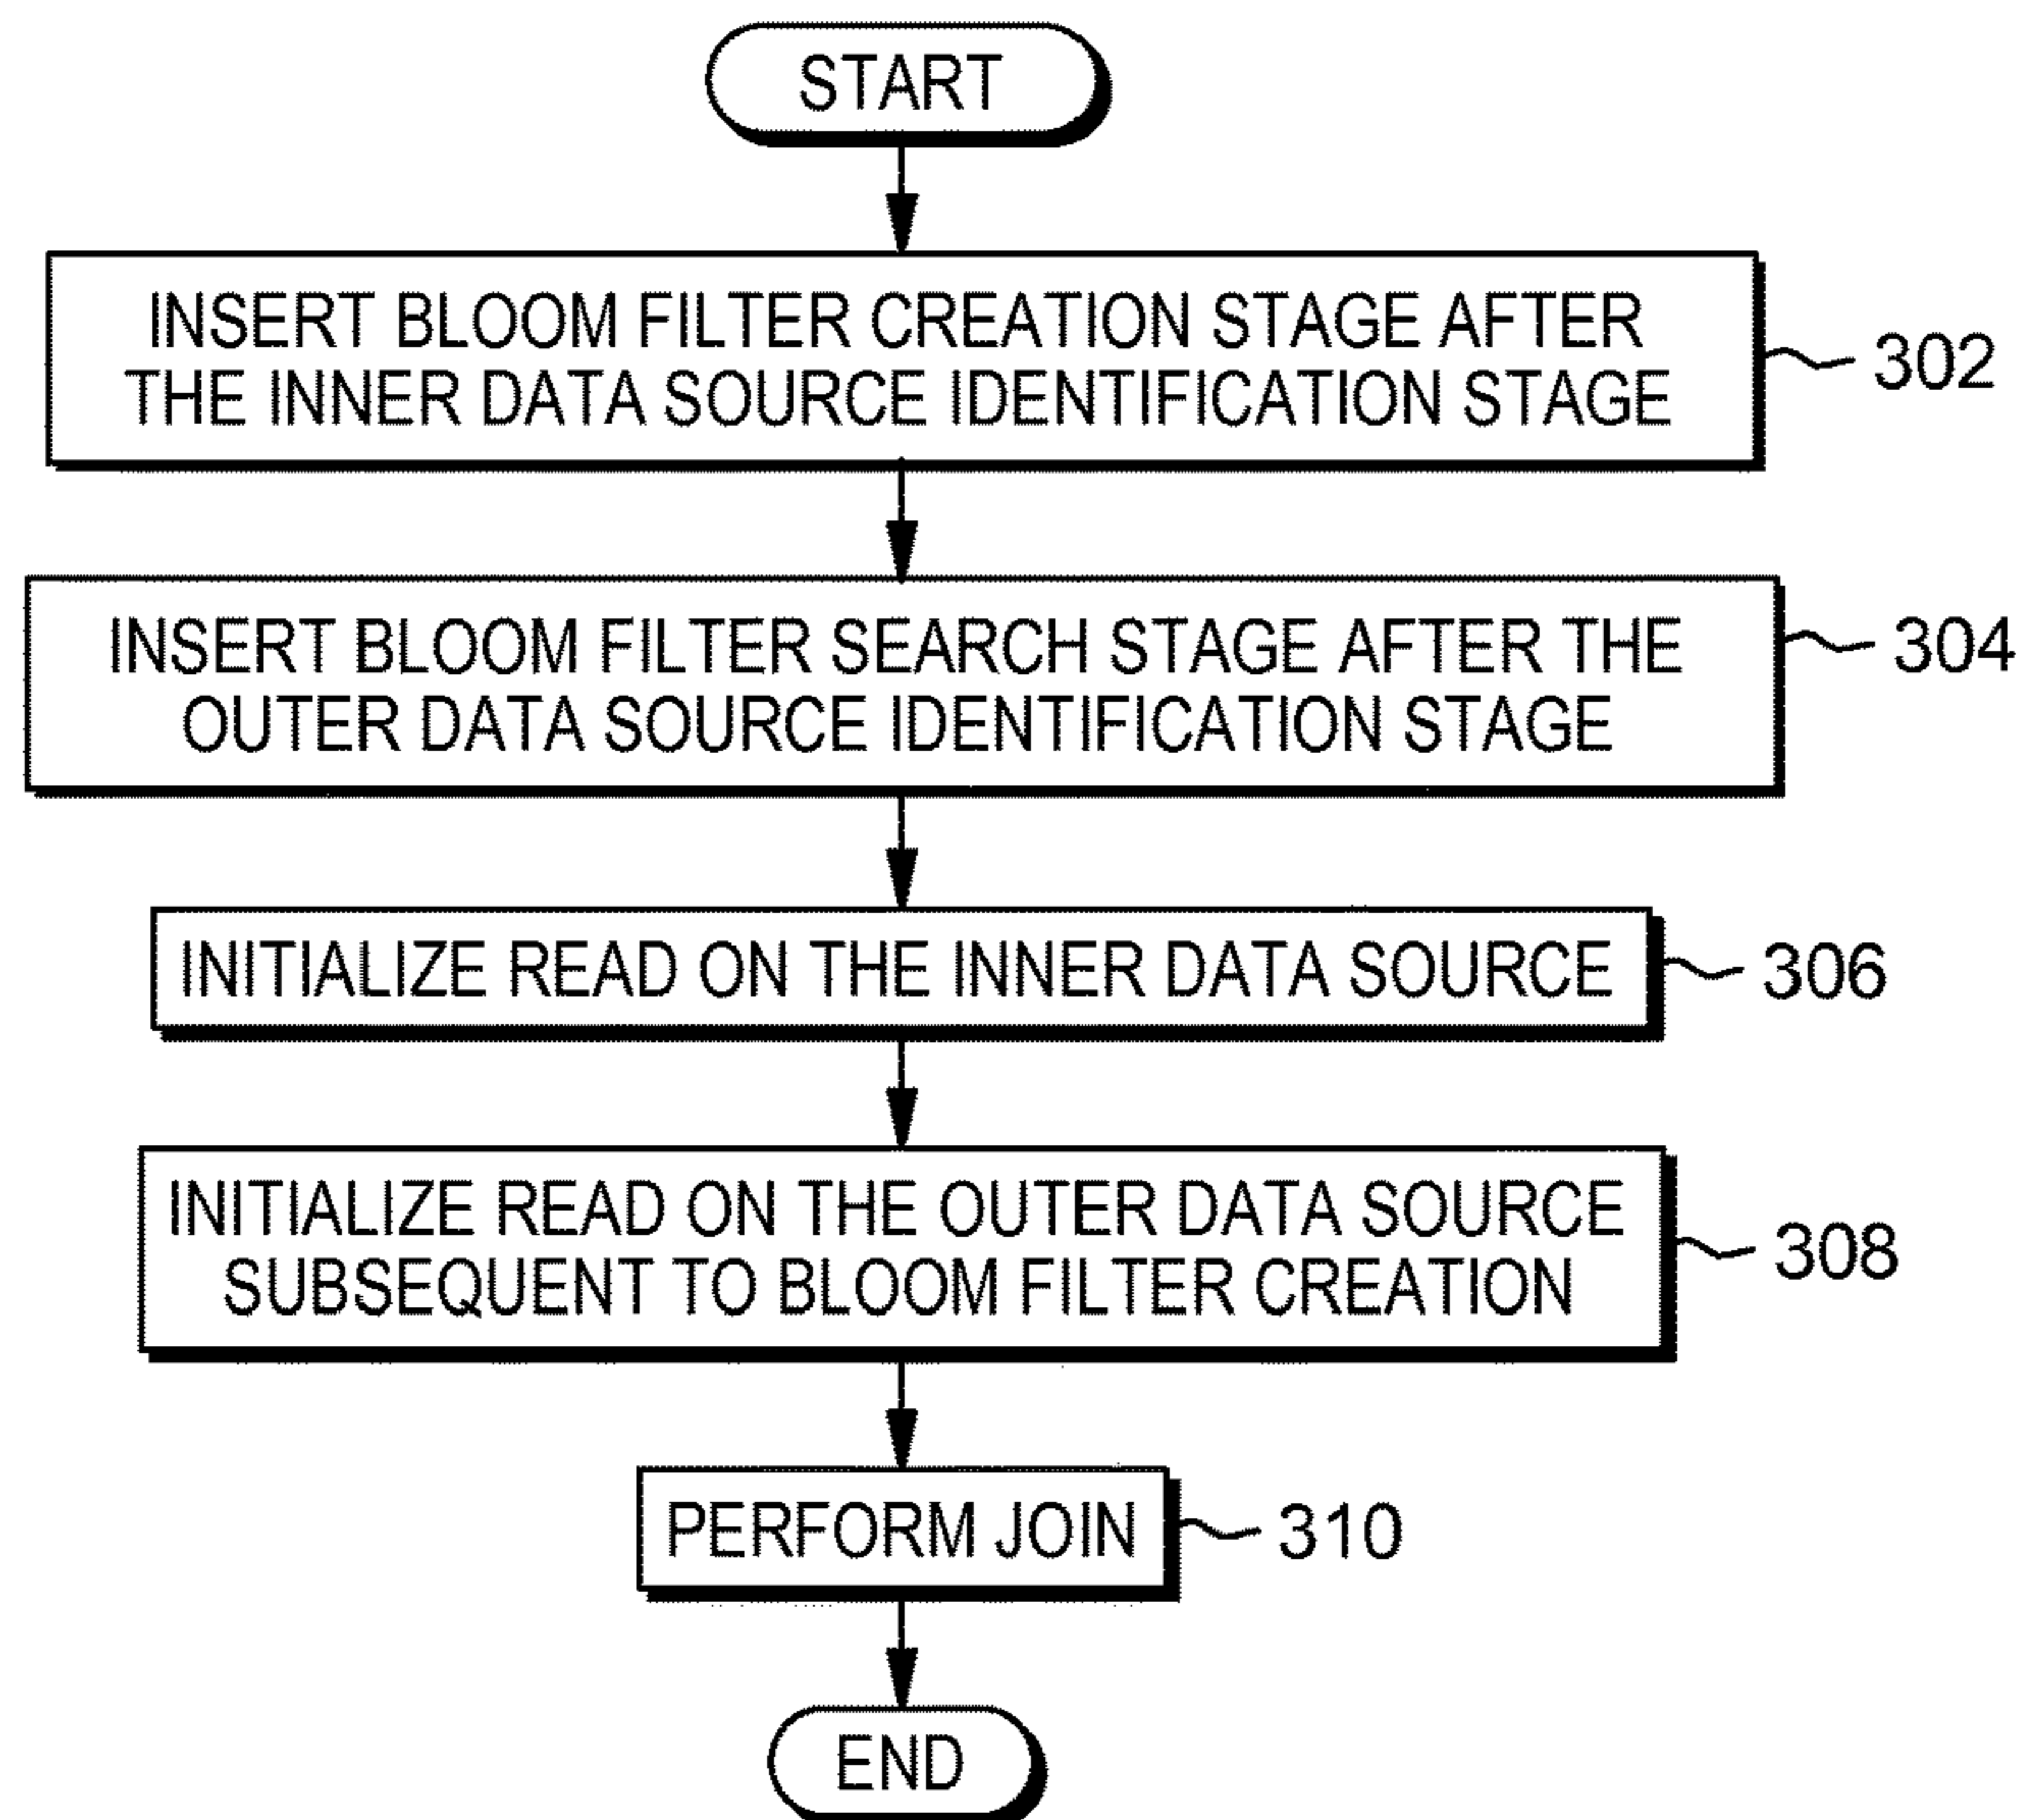 START
INSERT BLOOM FILTER CREATION STAGE AFTER
THE INNER DATA SOURCE IDENTIFICATION STAGE
302
INSERT BLOOM FILTER SEARCH STAGE AFTER THE
OUTER DATA SOURCE IDENTIFICATION STAGE
304
INITIALIZE READ ON THE INNER DATA SOURCE
306
INITIALIZE READ ON THE OUTER DATA SOURCE
SUBSEQUENT TO BLOOM FILTER CREATION
308
PERFORM JOIN
310
END